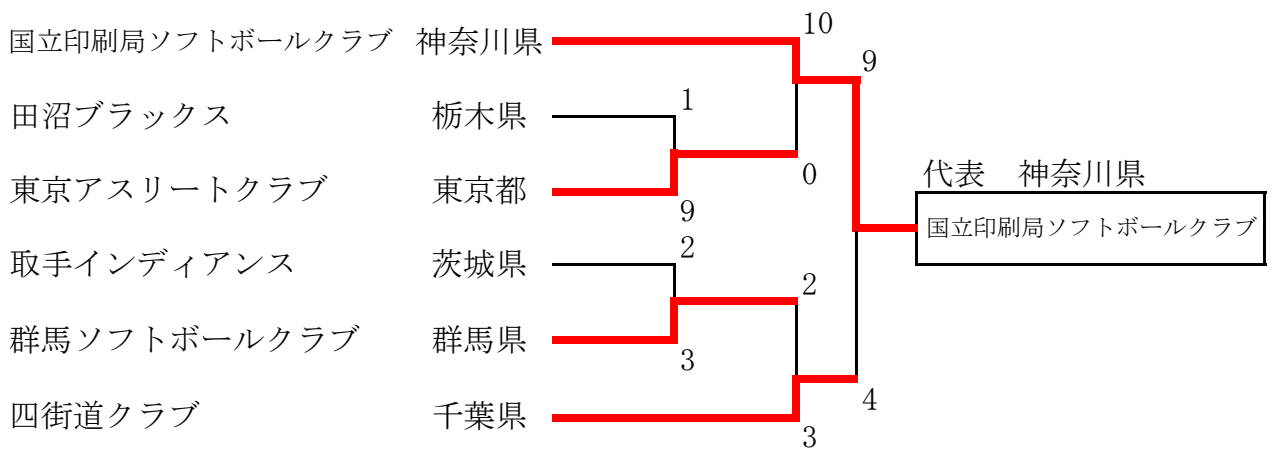 国立印刷局ソフトボールクラブ 神奈川県
10
9
田沼ブラックス 栃木県
1
0
東京アスリートクラブ 東京都
9
代表 神奈川県
国立印刷局ソフトボールクラブ
取手インディアンス 茨城県
2
2
群馬ソフトボールクラブ 群馬県
3
4
四街道クラブ 千葉県
3